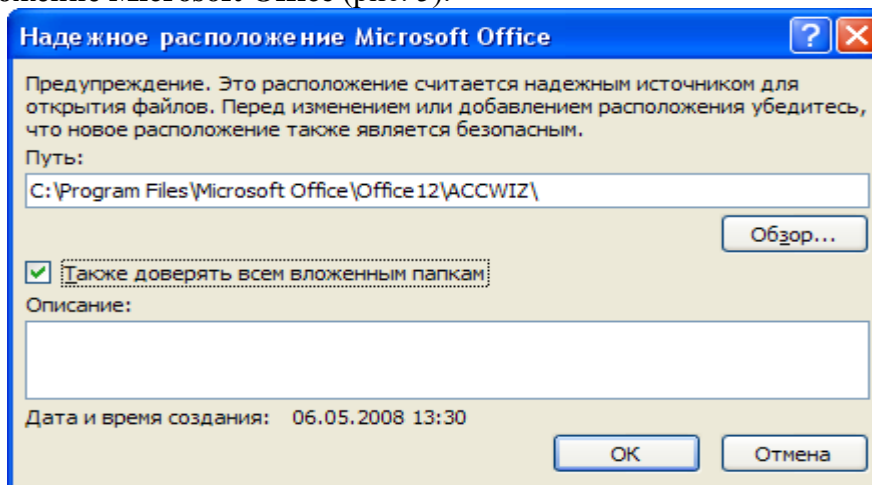 Надежное расположение Microsoft Office
Предупреждение. Это расположение считается надежным источником для
открытия файлов. Перед изменением или добавлением расположения убедитесь,
что новое расположение также является безопасным.
Путь:
C:\Program Files\Microsoft Office\Office12\ACCWIZ\
Обзор...
Также доверять всем вложенным папкам
Описание:
Дата и время создания: 06.05.2008 13:30
ОК Отмена